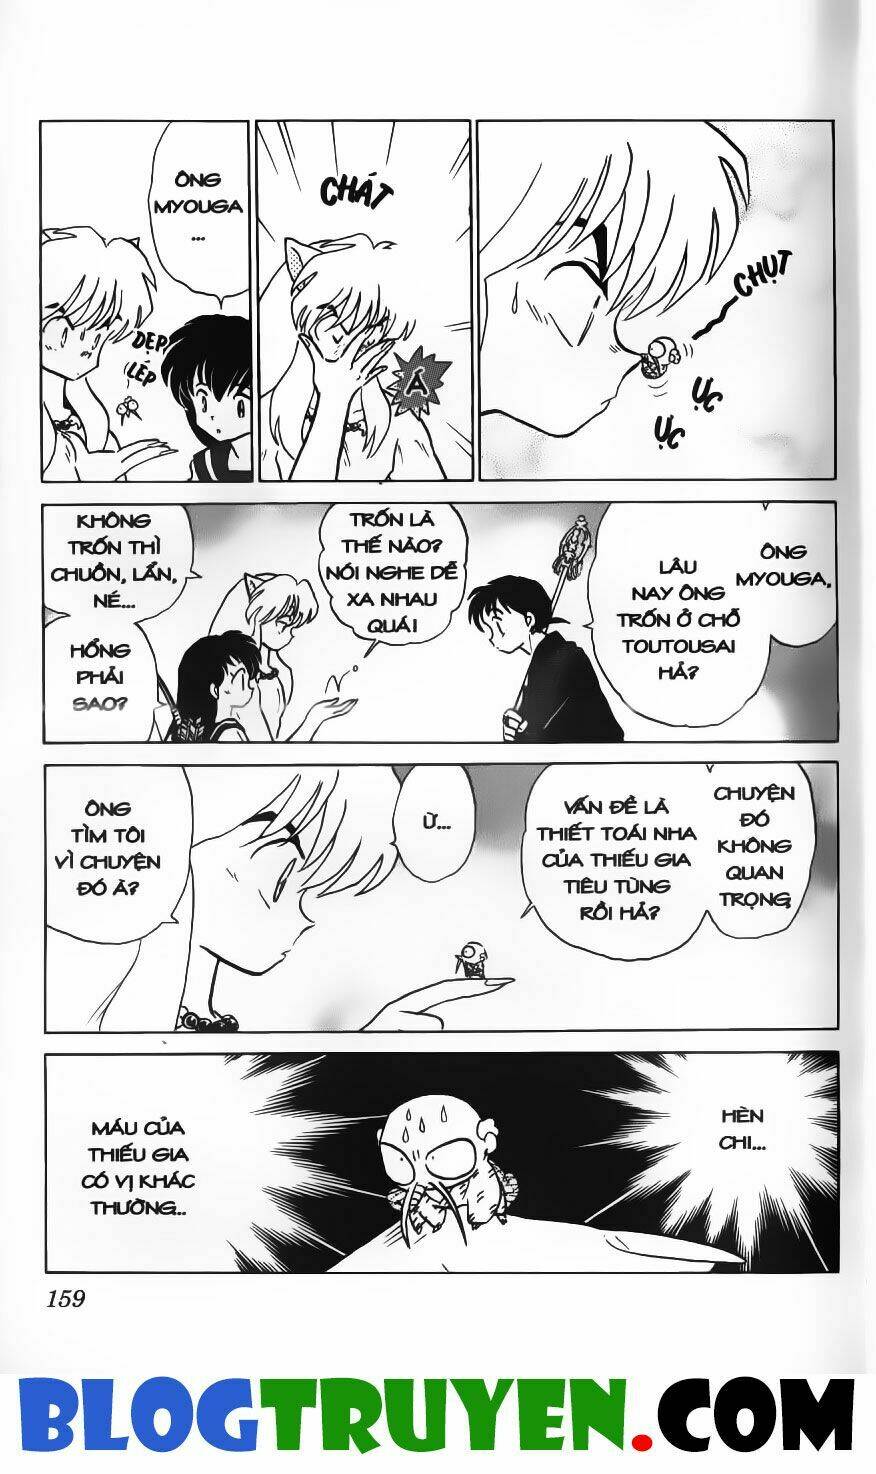 CHỤT
ỰC
ỰC
CHÁT
Á
ÔNG
MYOUGA
...
DẸP
LÉP
ÔNG
MYOUGA,
LÂU
NAY ÔNG
TRỐN Ở CHỖ
TOUTOUSAI
HẢ?
TRỐN LÀ
THẾ NÀO?
NÓI NGHE DỄ
XA NHAU
QUÁ!
KHÔNG
TRỐN THÌ
CHUỒN, LẨN,
NÉ...
HỔNG
PHẢI
SAO?
CHUYỆN
ĐÓ
KHÔNG
QUAN
TRỌNG,
VẤN ĐỀ LÀ
THIẾT TOÁI NHA
CỦA THIẾU GIA
TIÊU TÙNG
RỒI HẢ?
Ừ...
ÔNG
TÌM TÔI
VÌ CHUYỆN
ĐÓ À?
HÈN
CHI...
MÁU CỦA
THIẾU GIA
CÓ VỊ KHÁC
THƯỜNG..
159
BLOGTRUYEN.COM